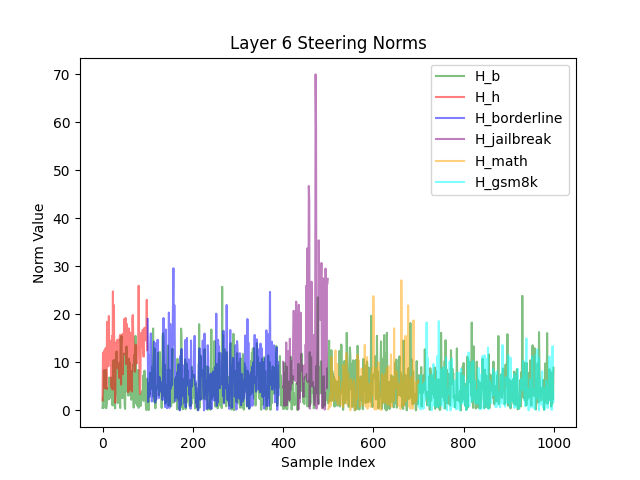 Layer 6 Steering Norms
Norm Value
70
60
50
40
30
20
10
0
H_b
H_h
H_borderline
H_jailbreak
H_math
H_gsm8k
0
200
400
600
800
1000
Sample Index